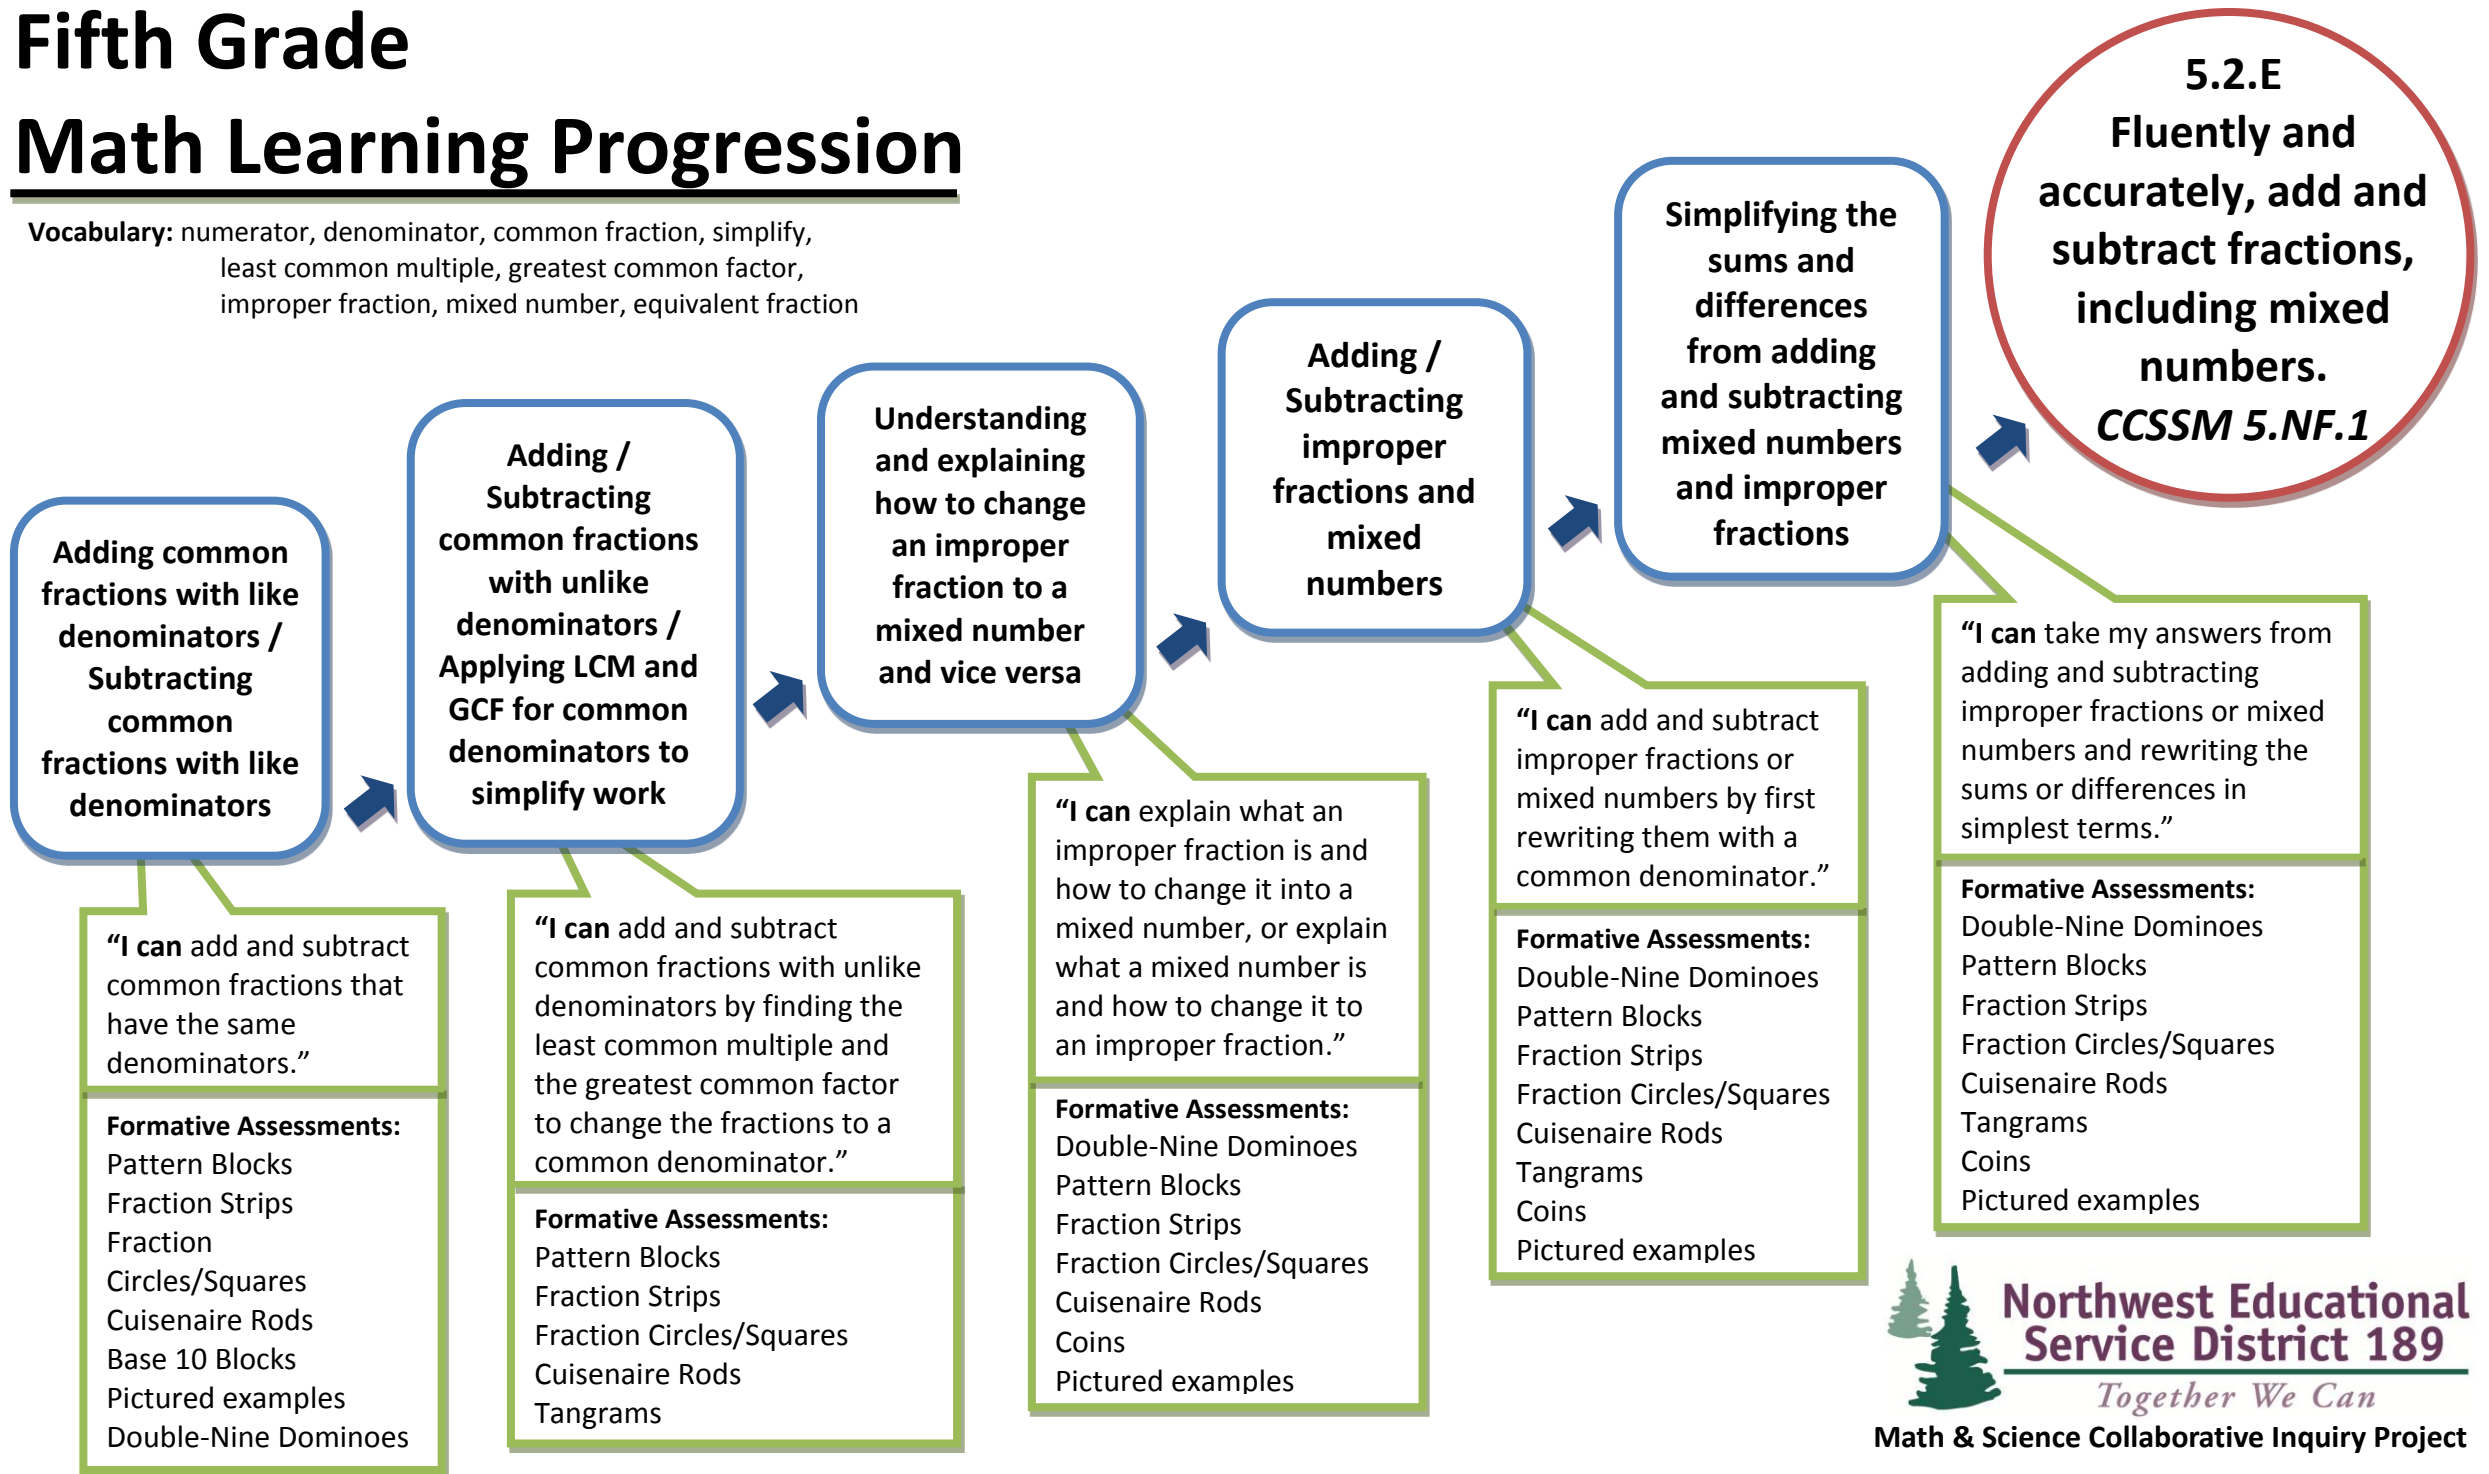 Fifth Grade
Math Learning Progression
Vocabulary: numerator, denominator, common fraction, simplify,
least common multiple, greatest common factor,
improper fraction, mixed number, equivalent fraction
Adding common
fractions with like
denominators /
Subtracting
common
fractions with like
denominators
"I can add and subtract
common fractions that
have the same
denominators."
Formative Assessments:
Pattern Blocks
Fraction Strips
Fraction
Circles/Squares
Cuisenaire Rods
Base 10 Blocks
Pictured examples
Double-Nine Dominoes
Adding /
Subtracting
common fractions
with unlike
denominators /
Applying LCM and
GCF for common
denominators to
simplify work
"I can add and subtract
common fractions with unlike
denominators by finding the
least common multiple and
the greatest common factor
to change the fractions to a
common denominator."
Formative Assessments:
Pattern Blocks
Fraction Strips
Fraction Circles/Squares
Cuisenaire Rods
Tangrams
Understanding
and explaining
how to change
an improper
fraction to a
mixed number
and vice versa
"I can explain what an
improper fraction is and
how to change it into a
mixed number, or explain
what a mixed number is
and how to change it to
an improper fraction."
Formative Assessments:
Double-Nine Dominoes
Pattern Blocks
Fraction Strips
Fraction Circles/Squares
Cuisenaire Rods
Coins
Pictured examples
Adding /
Subtracting
improper
fractions and
mixed
numbers
"I can add and subtract
improper fractions or
mixed numbers by first
rewriting them with a
common denominator."
Formative Assessments:
Double-Nine Dominoes
Pattern Blocks
Fraction Strips
Fraction Circles/Squares
Cuisenaire Rods
Tangrams
Coins
Pictured examples
Simplifying the
sums and
differences
from adding
and subtracting
mixed numbers
and improper
fractions
"I can take my answers from
adding and subtracting
improper fractions or mixed
numbers and rewriting the
sums or differences in
simplest terms."
Formative Assessments:
Double-Nine Dominoes
Pattern Blocks
Fraction Strips
Fraction Circles/Squares
Cuisenaire Rods
Tangrams
Coins
Pictured examples
5.2.E
Fluently and
accurately, add and
subtract fractions,
including mixed
numbers.
CCSSM 5.NF.1
Northwest Educational
Service District 189
Together We Can
Math & Science Collaborative Inquiry Project